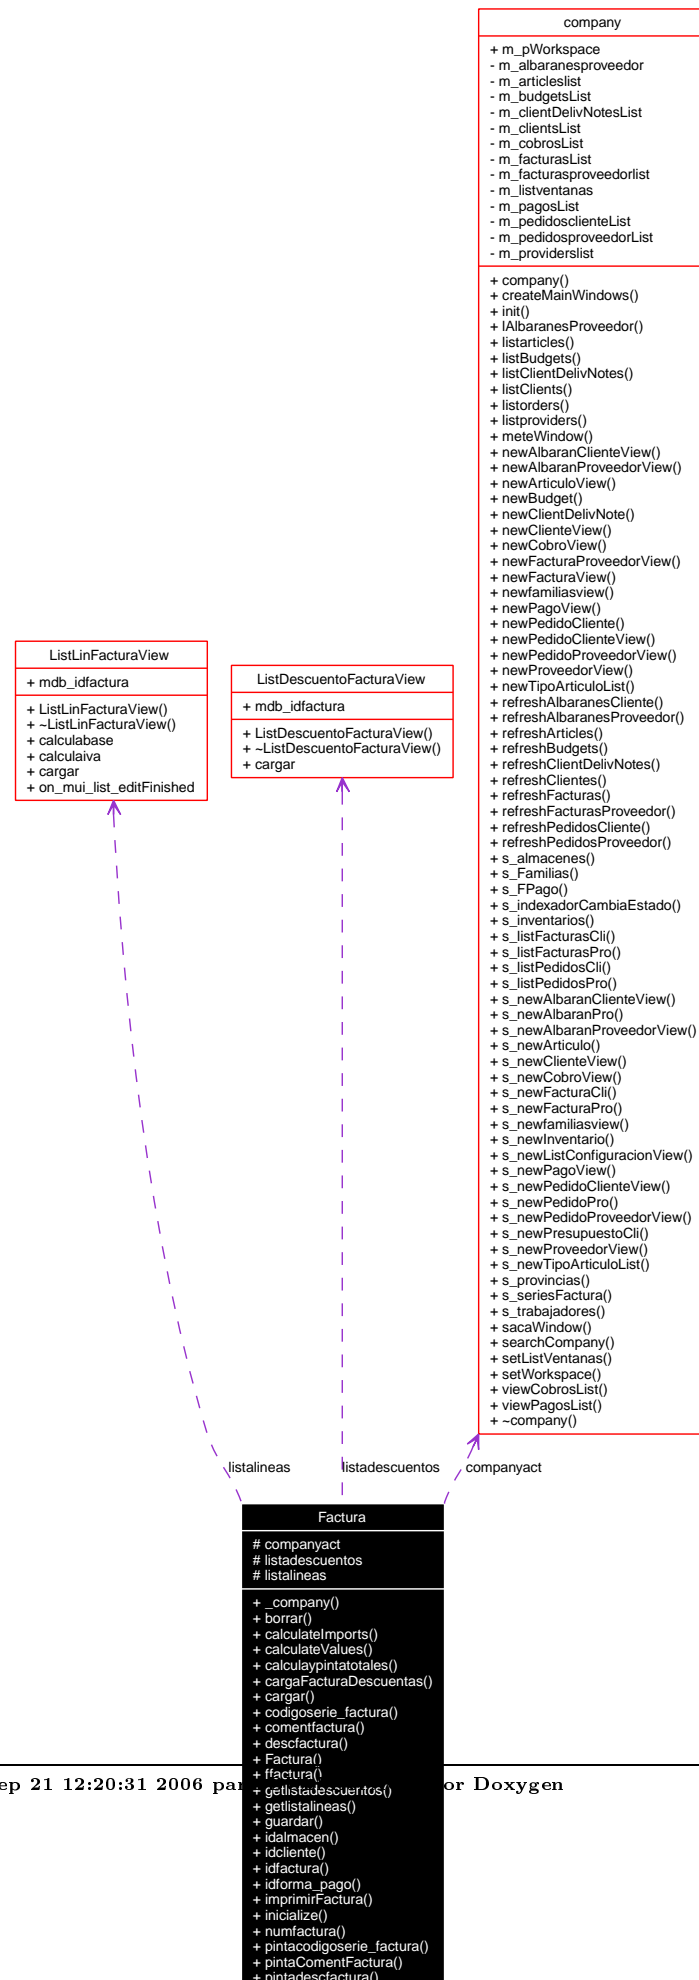 company
+ m_pWorkspace
- m_albaranesproveedor
- m_articleslist
- m_budgetsList
- m_clientDelivNotesList
- m_clientsList
- m_cobrosList
- m_facturasList
- m_facturasproveedorlist
- m_listventanas
- m_pagosList
- m_pedidosclienteList
- m_pedidosproveedorList
- m_providerslist
+ company()
+ createMainWindows()
+ init()
+ lAlbaranesProveedor()
+ listarticles()
+ listBudgets()
+ listClientDelivNotes()
+ listClients()
+ listorders()
+ listproviders()
+ meteWindow()
+ newAlbaranClienteView()
+ newAlbaranProveedorView()
+ newArticuloView()
+ newBudget()
+ newClientDelivNote()
+ newClienteView()
+ newCobroView()
+ newFacturaProveedorView()
+ newFacturaView()
+ newfamiliasview()
+ newPagoView()
+ newPedidoCliente()
+ newPedidoClienteView()
+ newPedidoProveedorView()
+ newProveedorView()
+ newTipoArticuloList()
+ refreshAlbaranesCliente()
+ refreshAlbaranesProveedor()
+ refreshArticles()
+ refreshBudgets()
+ refreshClientDelivNotes()
+ refreshClientes()
+ refreshFacturas()
+ refreshFacturasProveedor()
+ refreshPedidosCliente()
+ refreshPedidosProveedor()
+ s_almacenes()
+ s_Familias()
+ s_FPago()
+ s_indexadorCambiaEstado()
+ s_inventarios()
+ s_listFacturasCli()
+ s_listFacturasPro()
+ s_listPedidosCli()
+ s_listPedidosPro()
+ s_newAlbaranClienteView()
+ s_newAlbaranPro()
+ s_newAlbaranProveedorView()
+ s_newArticulo()
+ s_newClienteView()
+ s_newCobroView()
+ s_newFacturaCli()
+ s_newFacturaPro()
+ s_newfamiliasview()
+ s_newInventario()
+ s_newListConfiguracionView()
+ s_newPagoView()
+ s_newPedidoClienteView()
+ s_newPedidoPro()
+ s_newPedidoProveedorView()
+ s_newPresupuestoCli()
+ s_newProveedorView()
+ s_newTipoArticuloList()
+ s_provincias()
+ s_seriesFactura()
+ s_trabajadores()
+ sacaWindow()
+ searchCompany()
+ setListVentanas()
+ setWorkspace()
+ viewCobrosList()
+ viewPagosList()
+ ~company()
ListLinFacturaView
+ mdb_idfactura
+ ListLinFacturaView()
+ ~ListLinFacturaView()
+ calculabase
+ calculaiva
+ cargar
+ on_mui_list_editFinished
ListDescuentoFacturaView
+ mdb_idfactura
+ ListDescuentoFacturaView()
+ ~ListDescuentoFacturaView()
+ cargar
listalineas
listadescuentos
companyact
Factura
# companyact
# listadescuentos
# listalineas
+ _company()
+ borrar()
+ calculateImports()
+ calculateValues()
+ calculaypintatotales()
+ cargaFacturaDescuentas()
+ cargar()
+ codigoserie_factura()
+ comentfactura()
+ descfactura()
+ Factura()
+ ffactura()
+ getlistadescuentos()
+ getlistalineas()
+ guardar()
+ idalmacen()
+ idcliente()
+ idfactura()
+ idforma_pago()
+ imprimirFactura()
+ inicialize()
+ numfactura()
+ pintacodigoserie_factura()
+ pintaComentFactura()
+ pintadescfactura()
ep 21 12:20:31 2006 par or Doxygen